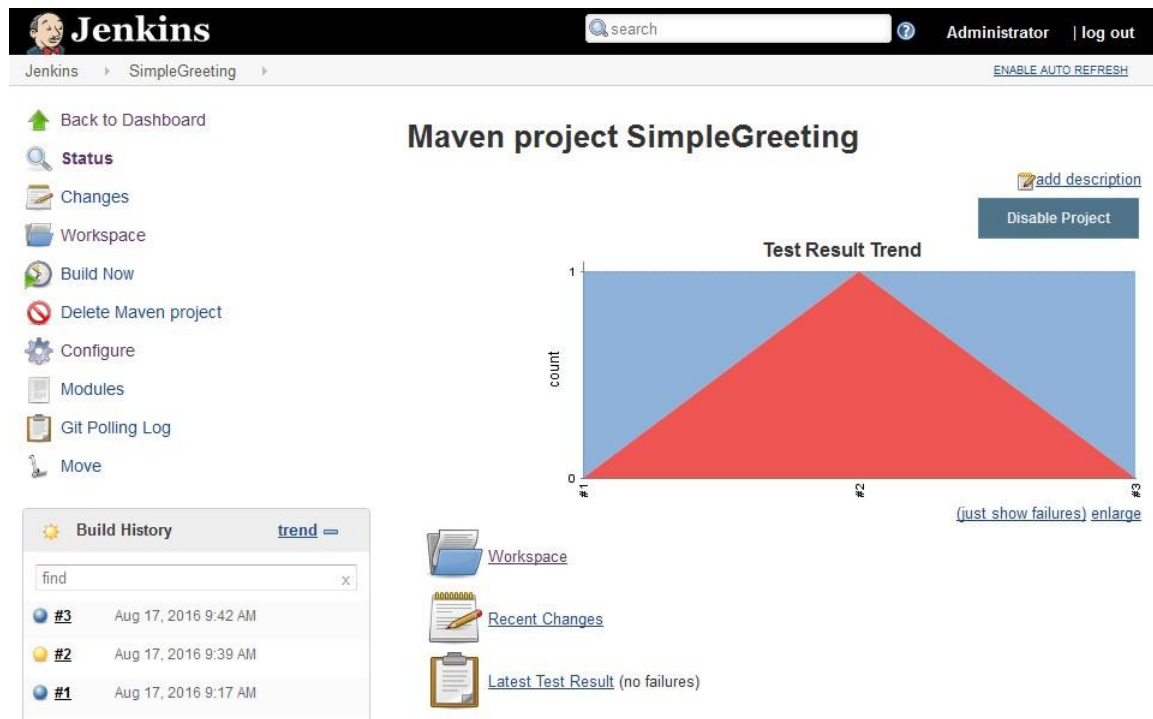 Jenkins
search
Administrator | log out
Jenkins SimpleGreeting
ENABLE AUTO REFRESH
Back to Dashboard
Status
Changes
Workspace
Build Now
Delete Maven project
Configure
Modules
Git Polling Log
Move
Build History trend
find x
#3 Aug 17, 2016 9:42 AM
#2 Aug 17, 2016 9:39 AM
#1 Aug 17, 2016 9:17 AM
Maven project SimpleGreeting
add description
Disable Project
Test Result Trend
1
count
0
#1 #2 #3
(just show failures) enlarge
Workspace
Recent Changes
Latest Test Result (no failures)